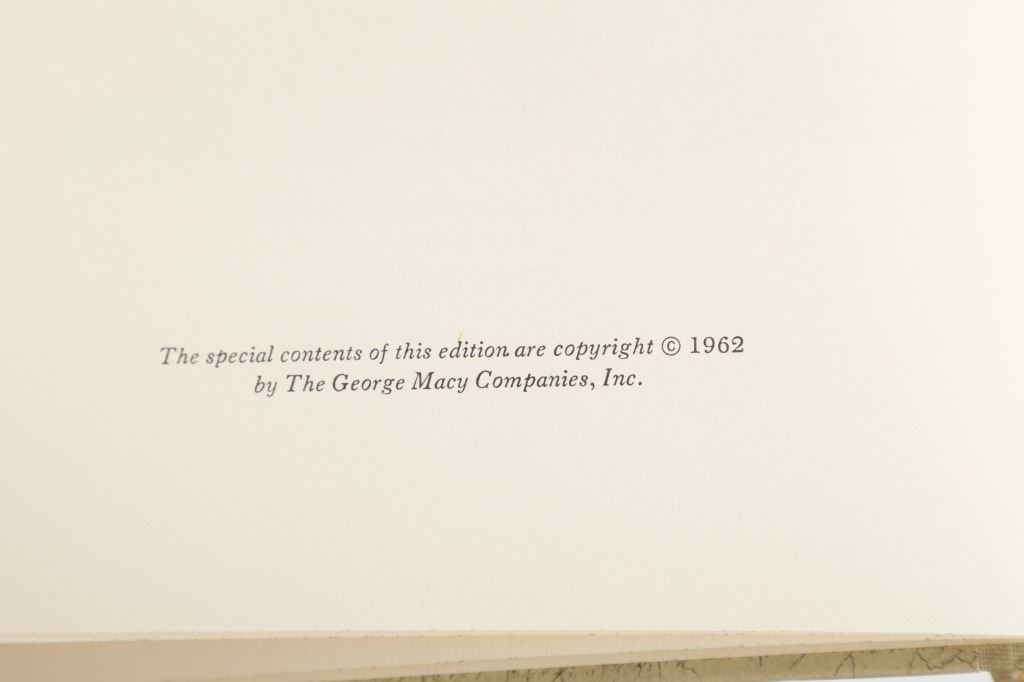 The special contents of this edition are copyright © 1962
by The George Macy Companies, Inc.